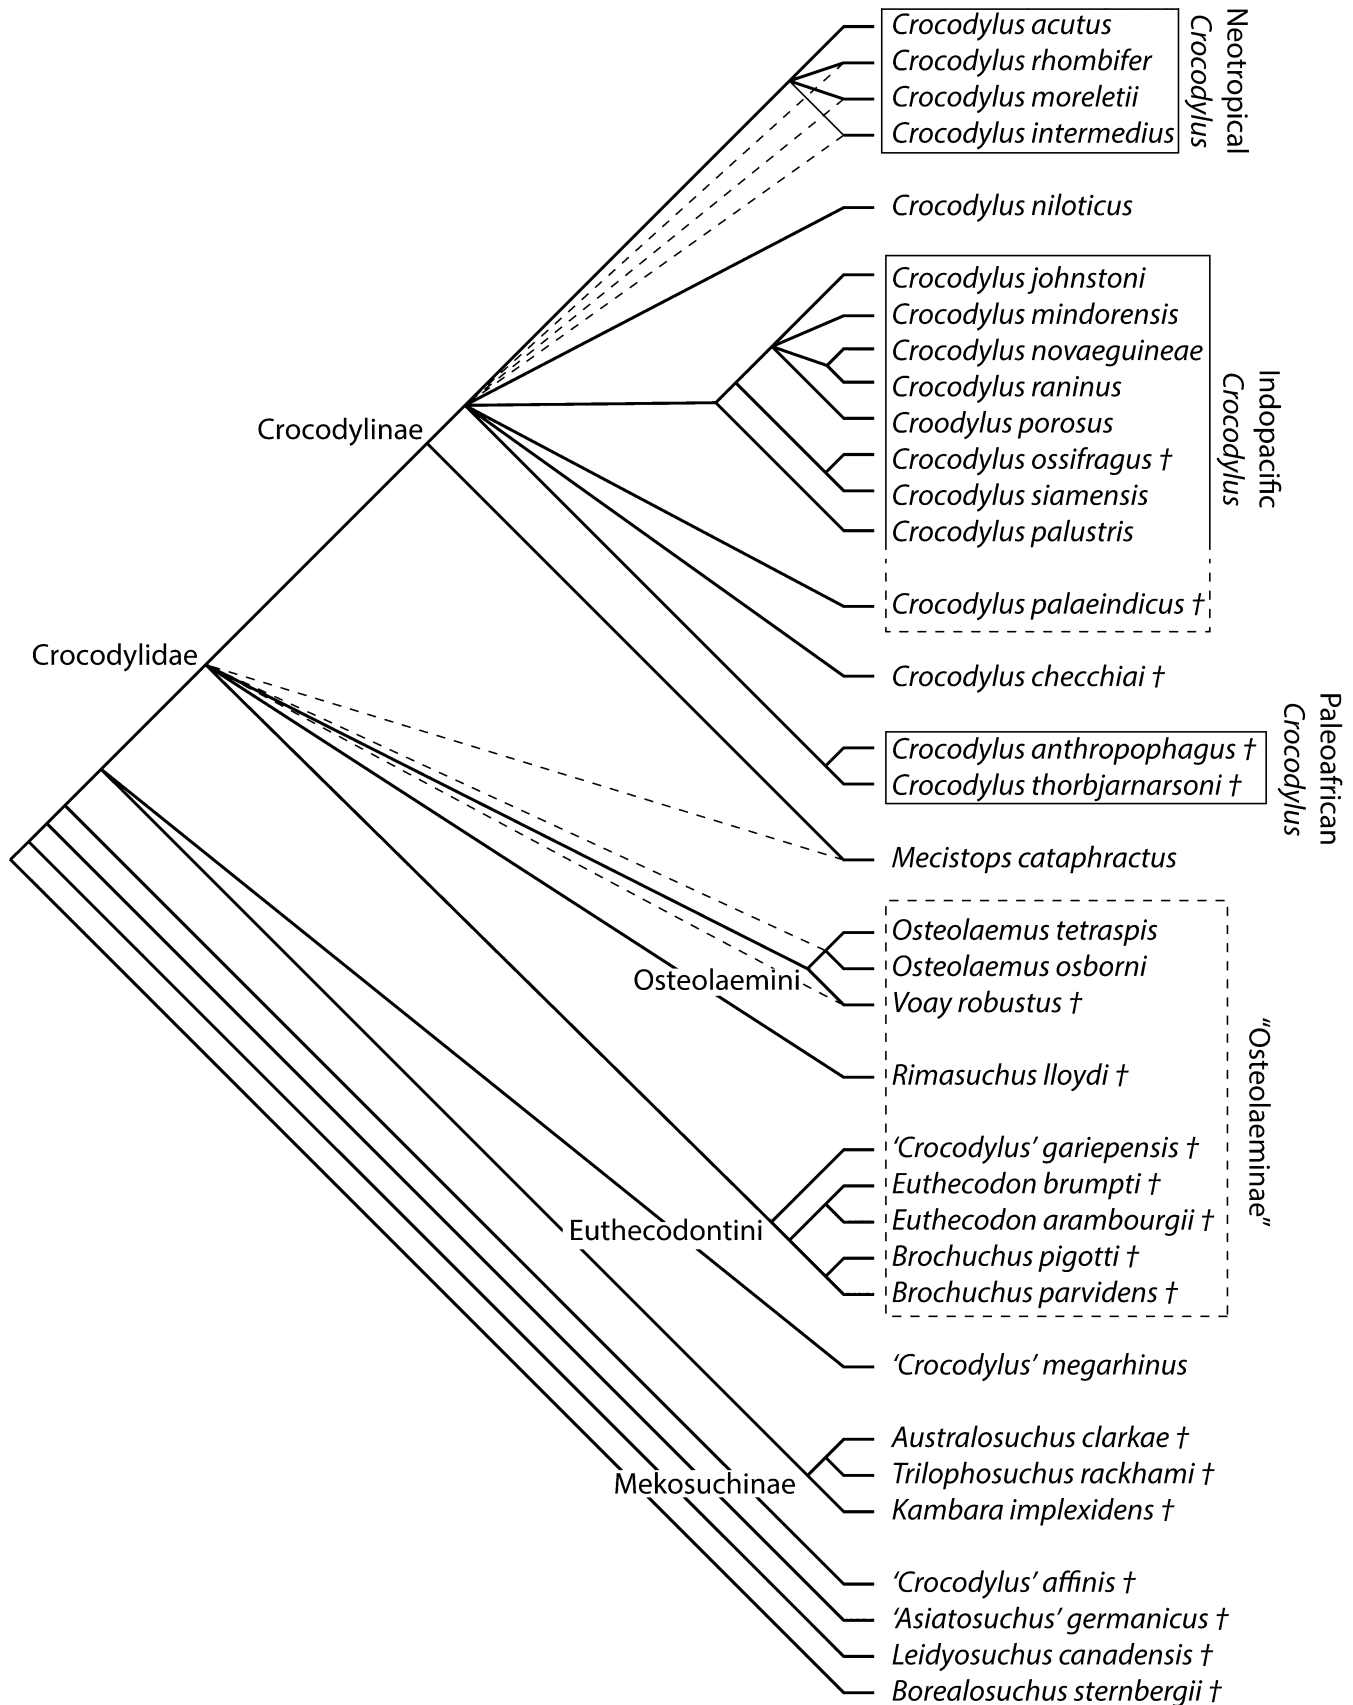 Crocodylus acutus
Crocodylus rhombifer
Crocodylus moreletii
Crocodylus intermedius
Neotropical
Crocodylus
Crocodylus niloticus
Crocodylus johnstoni
Crocodylus mindorensis
Crocodylus novaeguineae
Crocodylus raninus
Croodylus porosus
Crocodylus ossifragus †
Crocodylus siamensis
Crocodylus palustris
Crocodylus palaeindicus †
Indopacific
Crocodylus
Crocodylinae
Crocodylidae
Crocodylus checchiai †
Crocodylus anthropophagus †
Crocodylus thorbjarnarsoni †
Paleoafrican
Crocodylus
Mecistops cataphractus
Osteolaemus tetraspis
Osteolaemus osborni
Osteolaemini
Voay robustus †
Rimasuchus lloydi †
‘Crocodylus’ gariepensis †
Euthecodon brumpti †
Euthecodon arambourgii †
Euthecodontini
Brochuchus pigotti †
Brochuchus parvidens †
“Osteolaeminae”
‘Crocodylus’ megarhinus
Australosuchus clarkae †
Trilophosuchus rackhami †
Mekosuchinae
Kambara implexidens †
‘Crocodylus’ affinis †
‘Asiatosuchus’ germanicus †
Leidyosuchus canadensis †
Borealosuchus sternbergii †